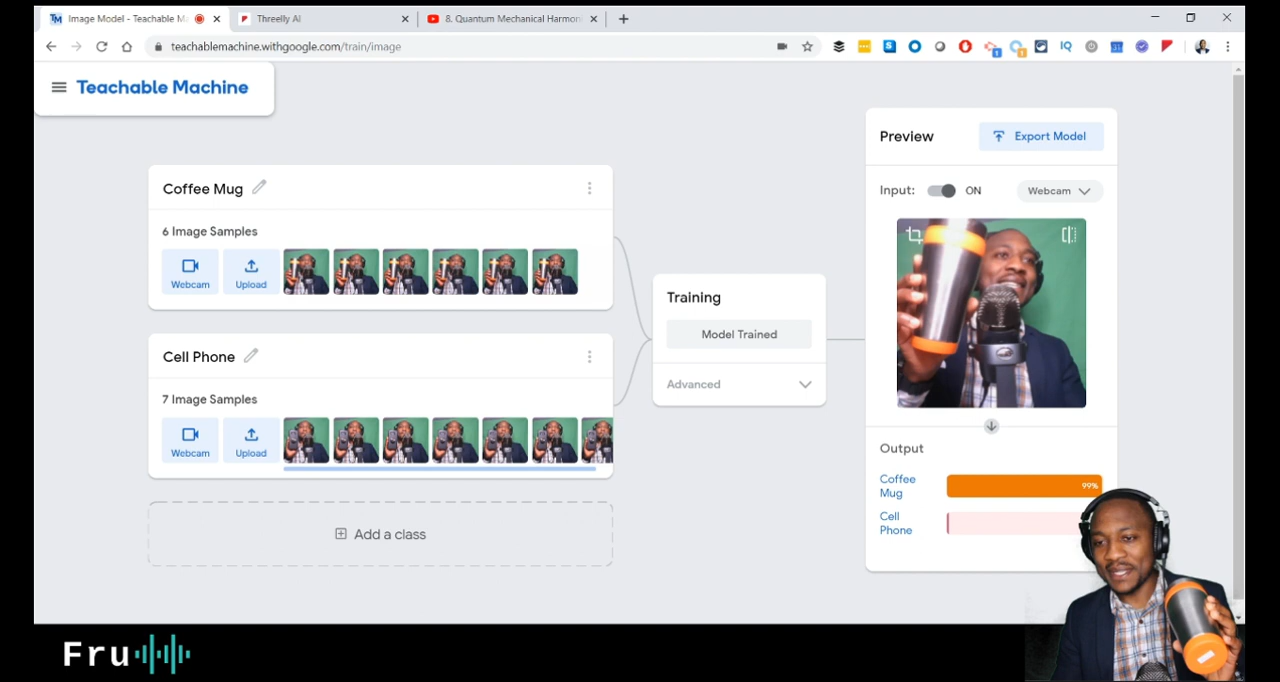 Image Model - Teachable M
Threelly AI
8. Quantum Mechanical Harmon
teachablemachine.withgoogle.com/train/image
IQ
Teachable Machine
Coffee Mug
6 Image Samples
Webcam
Upload
Cell Phone
7 Image Samples
Webcam
Upload
Add a class
Training
Model Trained
Advanced
Preview
Export Model
Input:
ON
Webcam
Output
Coffee
Mug
99%
Cell
Phone
Fru